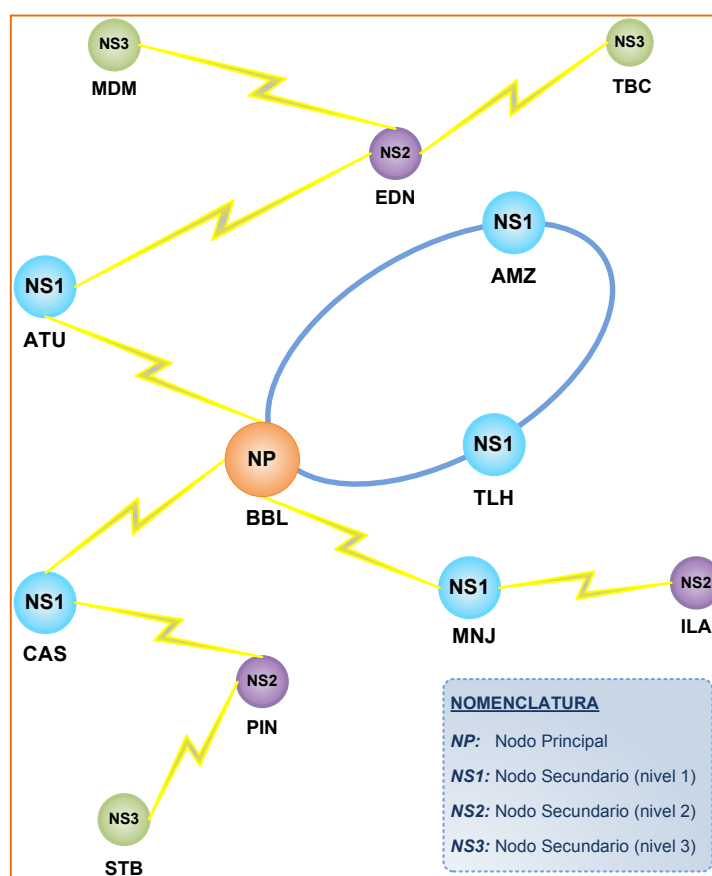 NS3
MDM
NS3
TBC
NS2
EDN
NS1
AMZ
NS1
ATU
NS1
TLH
NP
BBL
NS1
CAS
NS1
MNJ
NS2
ILA
NS2
PIN
NS3
STB
NOMENCLATURA
NP: Nodo Principal
NS1: Nodo Secundario (nivel 1)
NS2: Nodo Secundario (nivel 2)
NS3: Nodo Secundario (nivel 3)